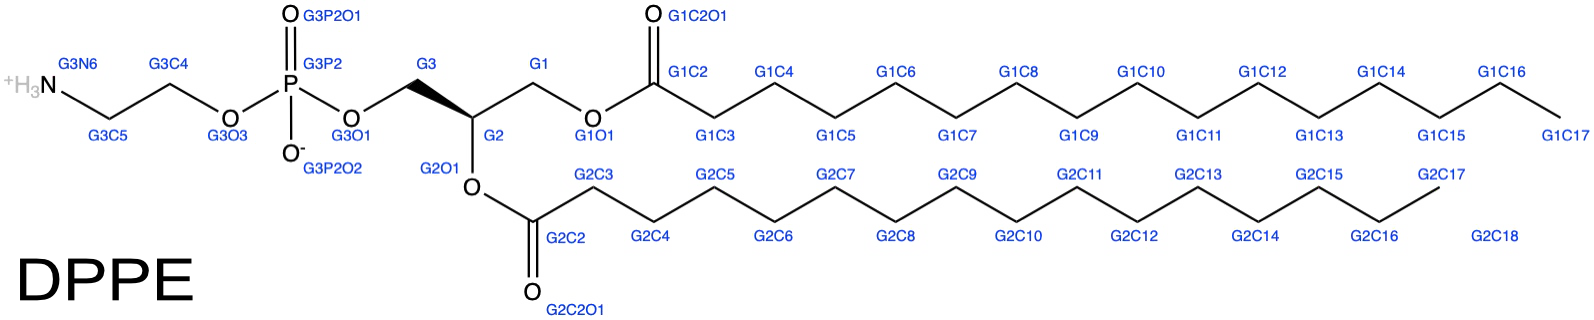 O G3P2O1 O G1C2O1
G3N6 G3C4 G3P2 G3 G1 G1C2 G1C4 G1C6 G1C8 G1C10 G1C12 G1C14 G1C16
+H3N P
O O O
G3C5 G3O3 G3O1 G2 G1O1 G1C3 G1C5 G1C7 G1C9 G1C11 G1C13 G1C15 G1C17
O- G3P2O2 G2O1 G2C3 G2C5 G2C7 G2C9 G2C11 G2C13 G2C15 G2C17
O
G2C2 G2C4 G2C6 G2C8 G2C10 G2C12 G2C14 G2C16 G2C18
DPPE
O
G2C2O1